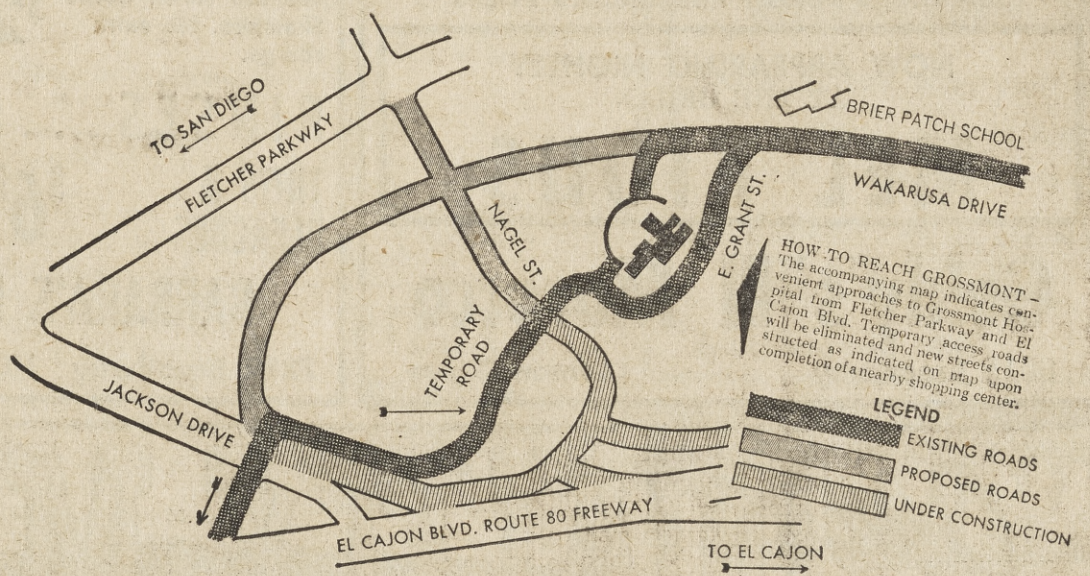 TO SAN DIEGO
FLETCHER PARKWAY
BRIER PATCH SCHOOL
WAKARUSA DRIVE
NAGEL ST.
E. GRANT ST.
HOW TO REACH GROSSMONT –
The accompanying map indicates con-
venient approaches to Grossmont Hos-
pital from Fletcher Parkway and El
Cajon Blvd. Temporary access roads
will be eliminated and new streets con-
structed as indicated on map upon
completion of a nearby shopping center.
TEMPORARY
ROAD
JACKSON DRIVE
LEGEND
EXISTING ROADS
PROPOSED ROADS
UNDER CONSTRUCTION
EL CAJON BLVD. ROUTE 80 FREEWAY
TO EL CAJON